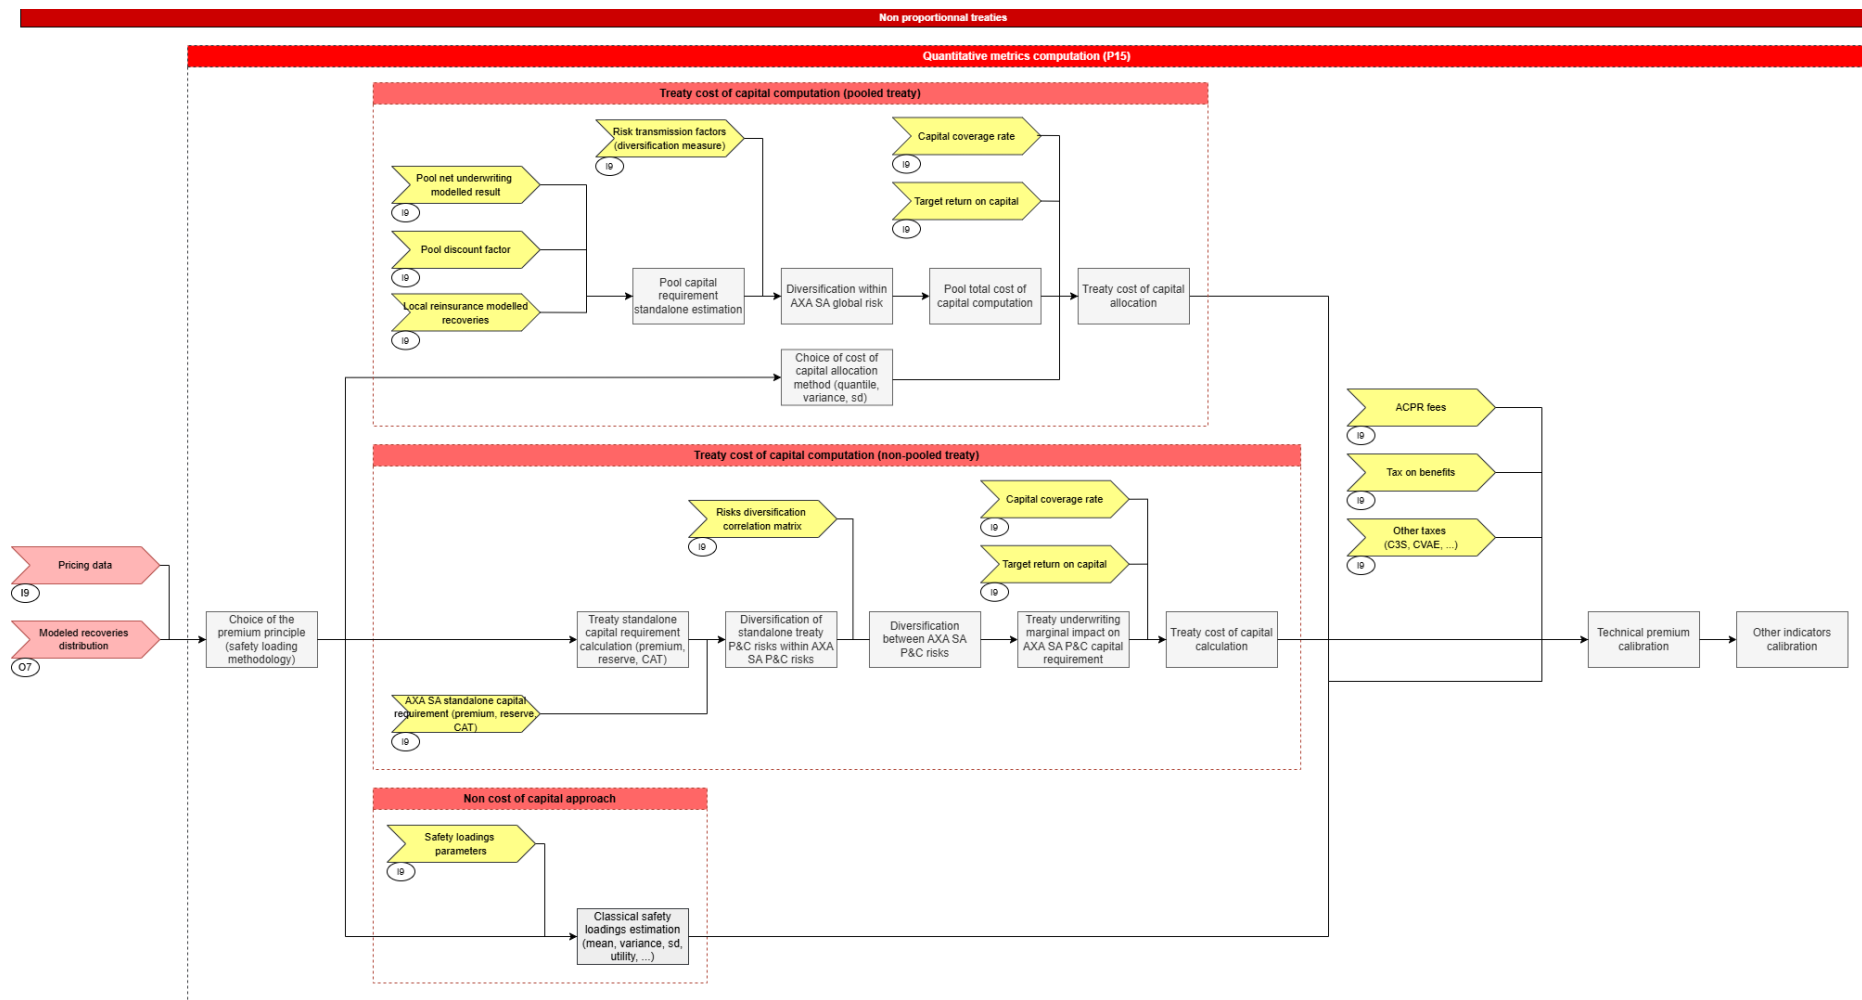 Non proportionnal treaties
Quantitative metrics computation (P15)
Treaty cost of capital computation (pooled treaty)
Risk transmission factors
(diversification measure)
I9
Capital coverage rate
I9
Pool net underwriting
modelled result
I9
Target return on capital
I9
Pool discount factor
I9
Local reinsurance modelled
recoveries
I9
Pool capital
requirement
standalone estimation
Diversification within
AXA SA global risk
Pool total cost of
capital computation
Treaty cost of capital
allocation
Choice of cost of
capital allocation
method (quantile,
variance, sd)
ACPR fees
I9
Tax on benefits
I9
Other taxes
(C3S, CVAE, ...)
I9
Treaty cost of capital computation (non-pooled treaty)
Risks diversification
correlation matrix
I9
Capital coverage rate
I9
Target return on capital
I9
Pricing data
I9
Modeled recoveries
distribution
O7
Choice of the
premium principle
(safety loading
methodology)
Treaty standalone
capital requirement
calculation (premium,
reserve, CAT)
Diversification of
standalone treaty
P&C risks within AXA
SA P&C risks
Diversification
between AXA SA
P&C risks
Treaty underwriting
marginal impact on
AXA SA P&C capital
requirement
Treaty cost of capital
calculation
Technical premium
calibration
Other indicators
calibration
AXA SA standalone capital
requirement (premium, reserve,
CAT)
I9
Non cost of capital approach
Safety loadings
parameters
I9
Classical safety
loadings estimation
(mean, variance, sd,
utility, ...)